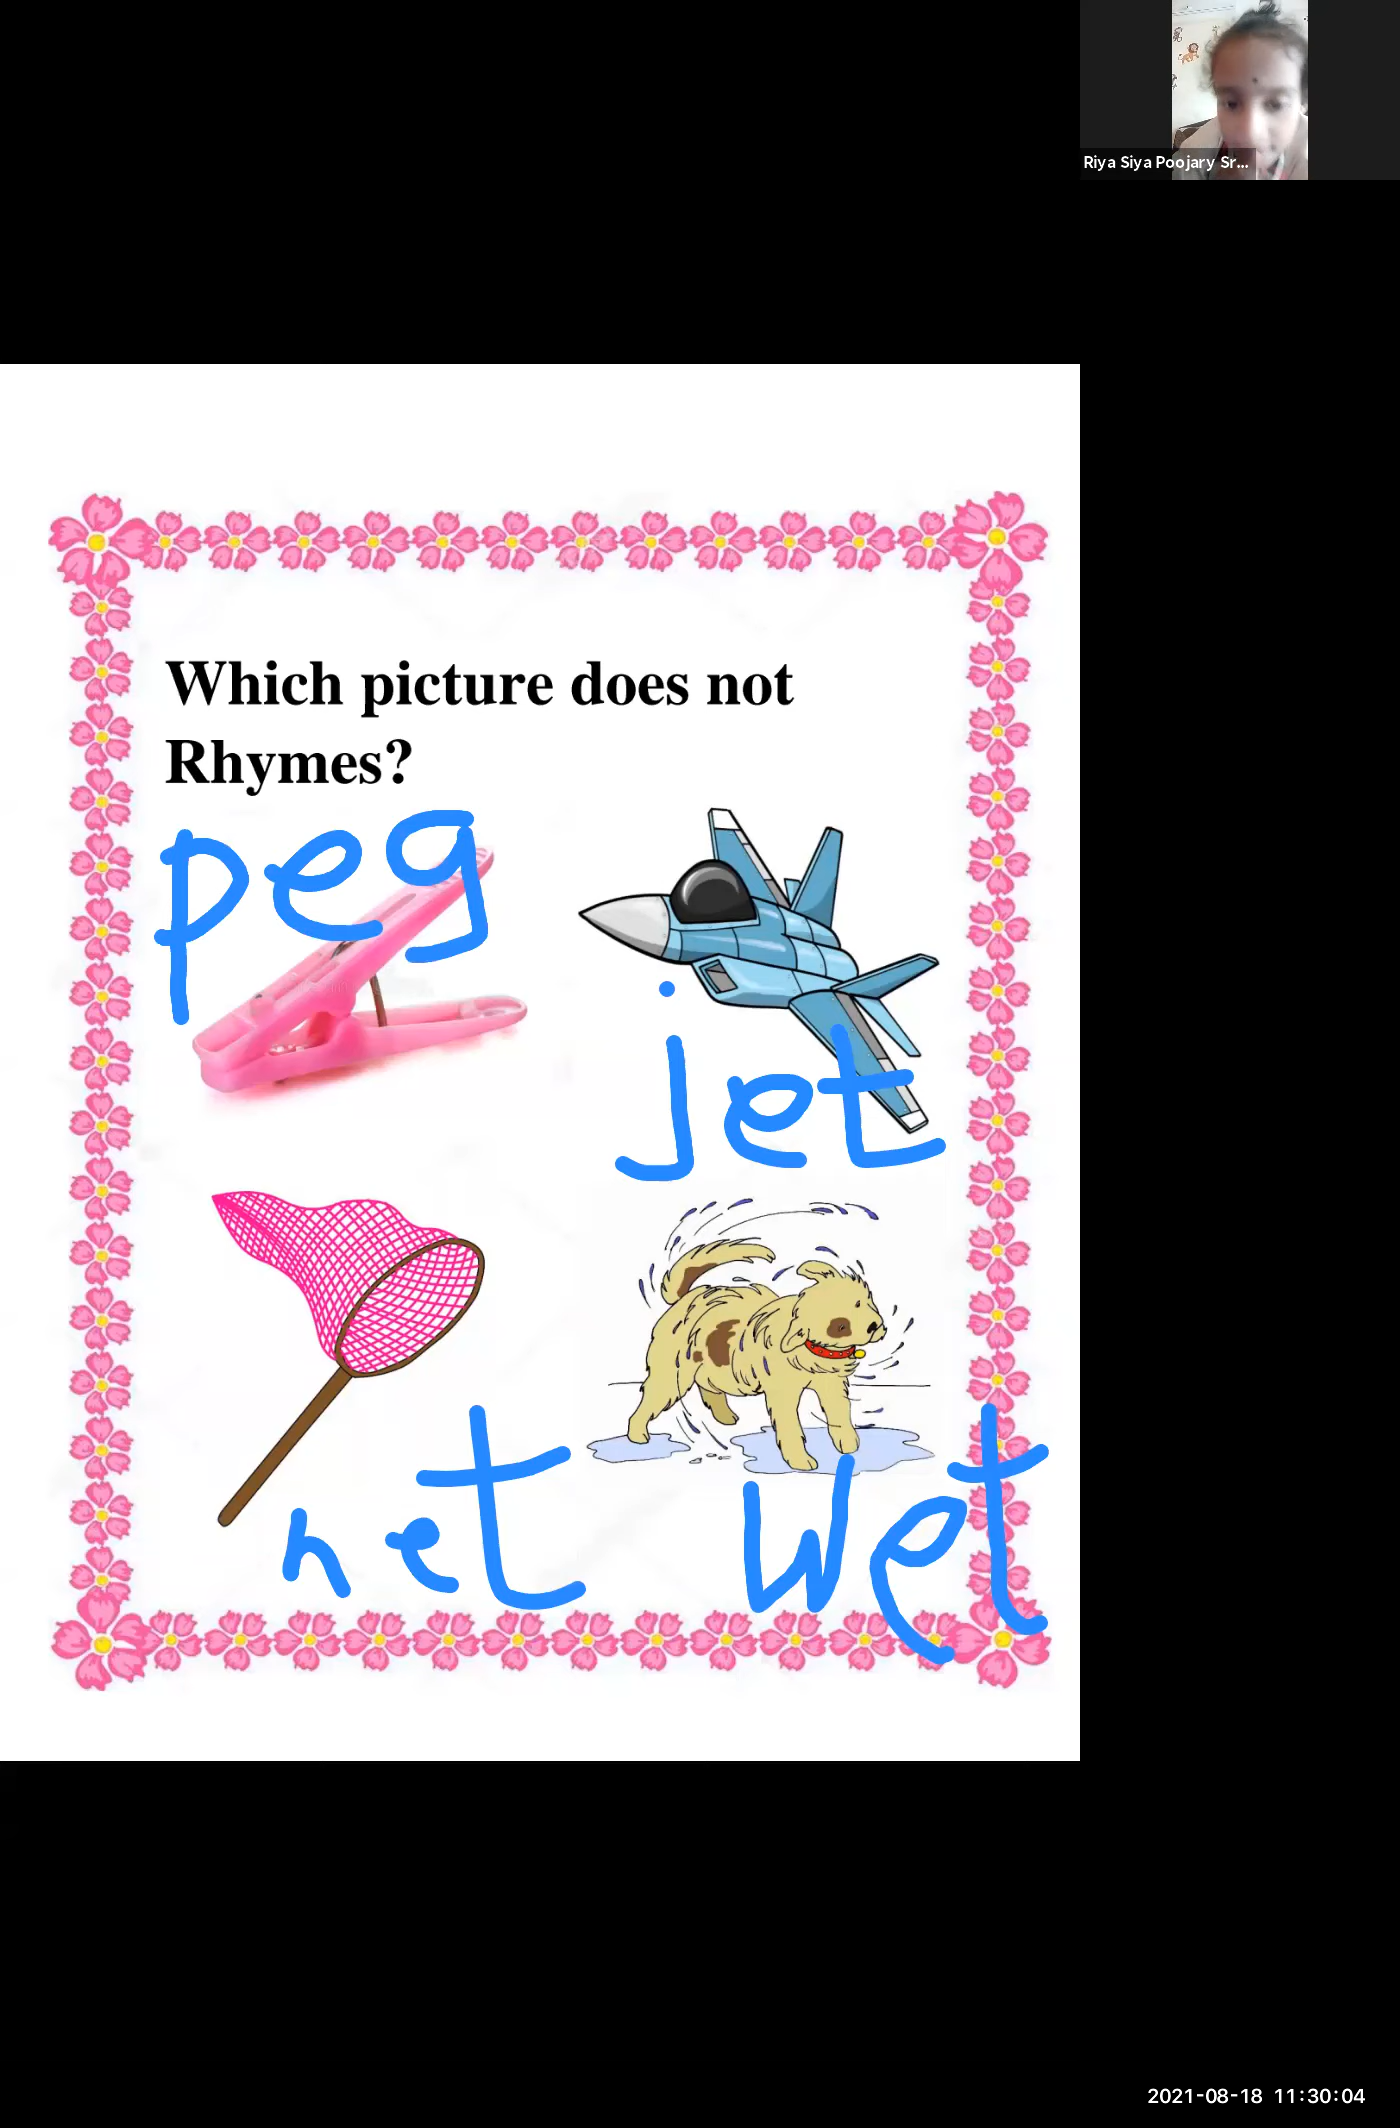 Riya Siya Poojary Sr...
Which picture does not
Rhymes?
peg
jet
net
wet
2021-08-18 11:30:04